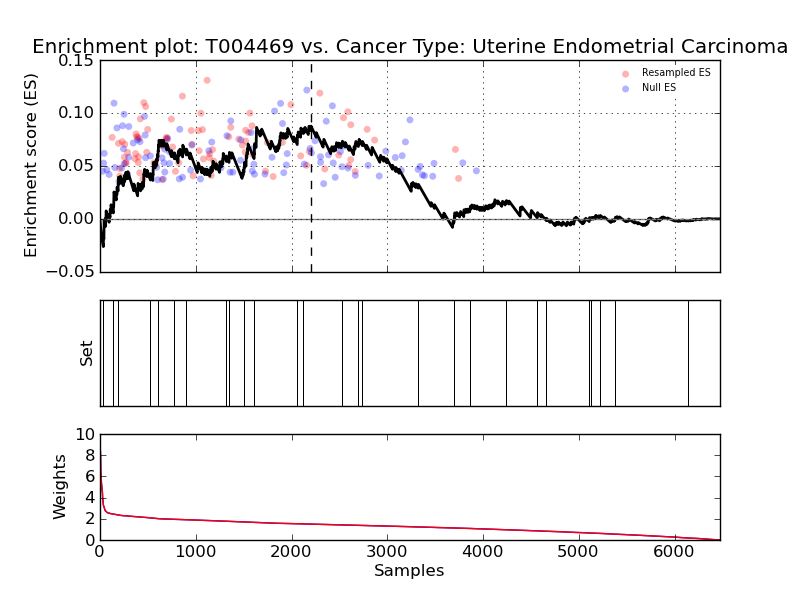 Enrichment plot: T004469 vs. Cancer Type: Uterine Endometrial Carcinoma
Enrichment score (ES)
0.15
0.10
0.05
0.00
−0.05
Resampled ES
Null ES
Set
Weights
10
8
6
4
2
0
0 1000 2000 3000 4000 5000 6000
Samples